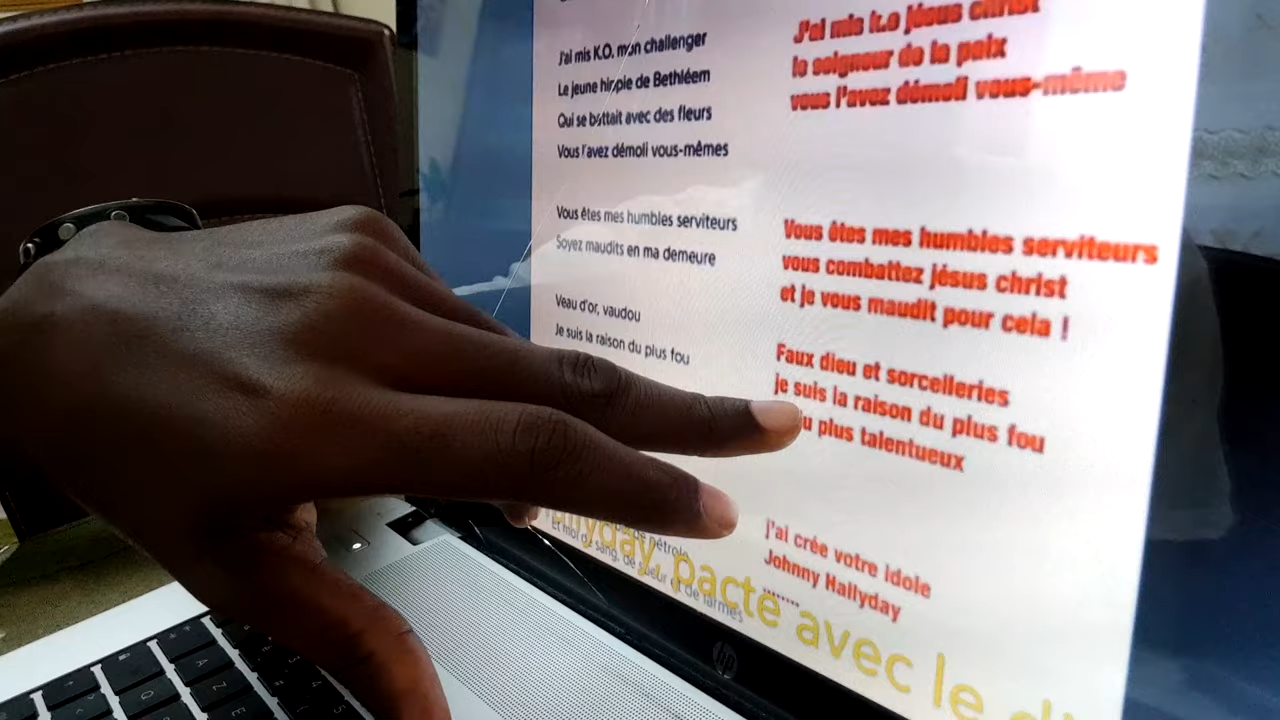 J'ai mis K.O. mon challenger
Le jeune hippie de Bethléem
Qui se battait avec des fleurs
Vous l'avez démoli vous-mêmes
Vous êtes mes humbles serviteurs
Soyez maudits en ma demeure
Veau d'or, vaudou
Je suis la raison du plus fou
de pétrole
Et moi de sang, de sueur et de larmes
J'ai mis k.o jésus christ
le seigneur de la paix
vous l'avez démoli vous-même
Vous êtes mes humbles serviteurs
vous combattez jésus christ
et je vous maudit pour cela !
Faux dieu et sorcelleries
je suis la raison du plus fou
du plus talentueux
j'ai crée votre idole
Johnny Hallyday
........
allyday, pacte avec le
hp